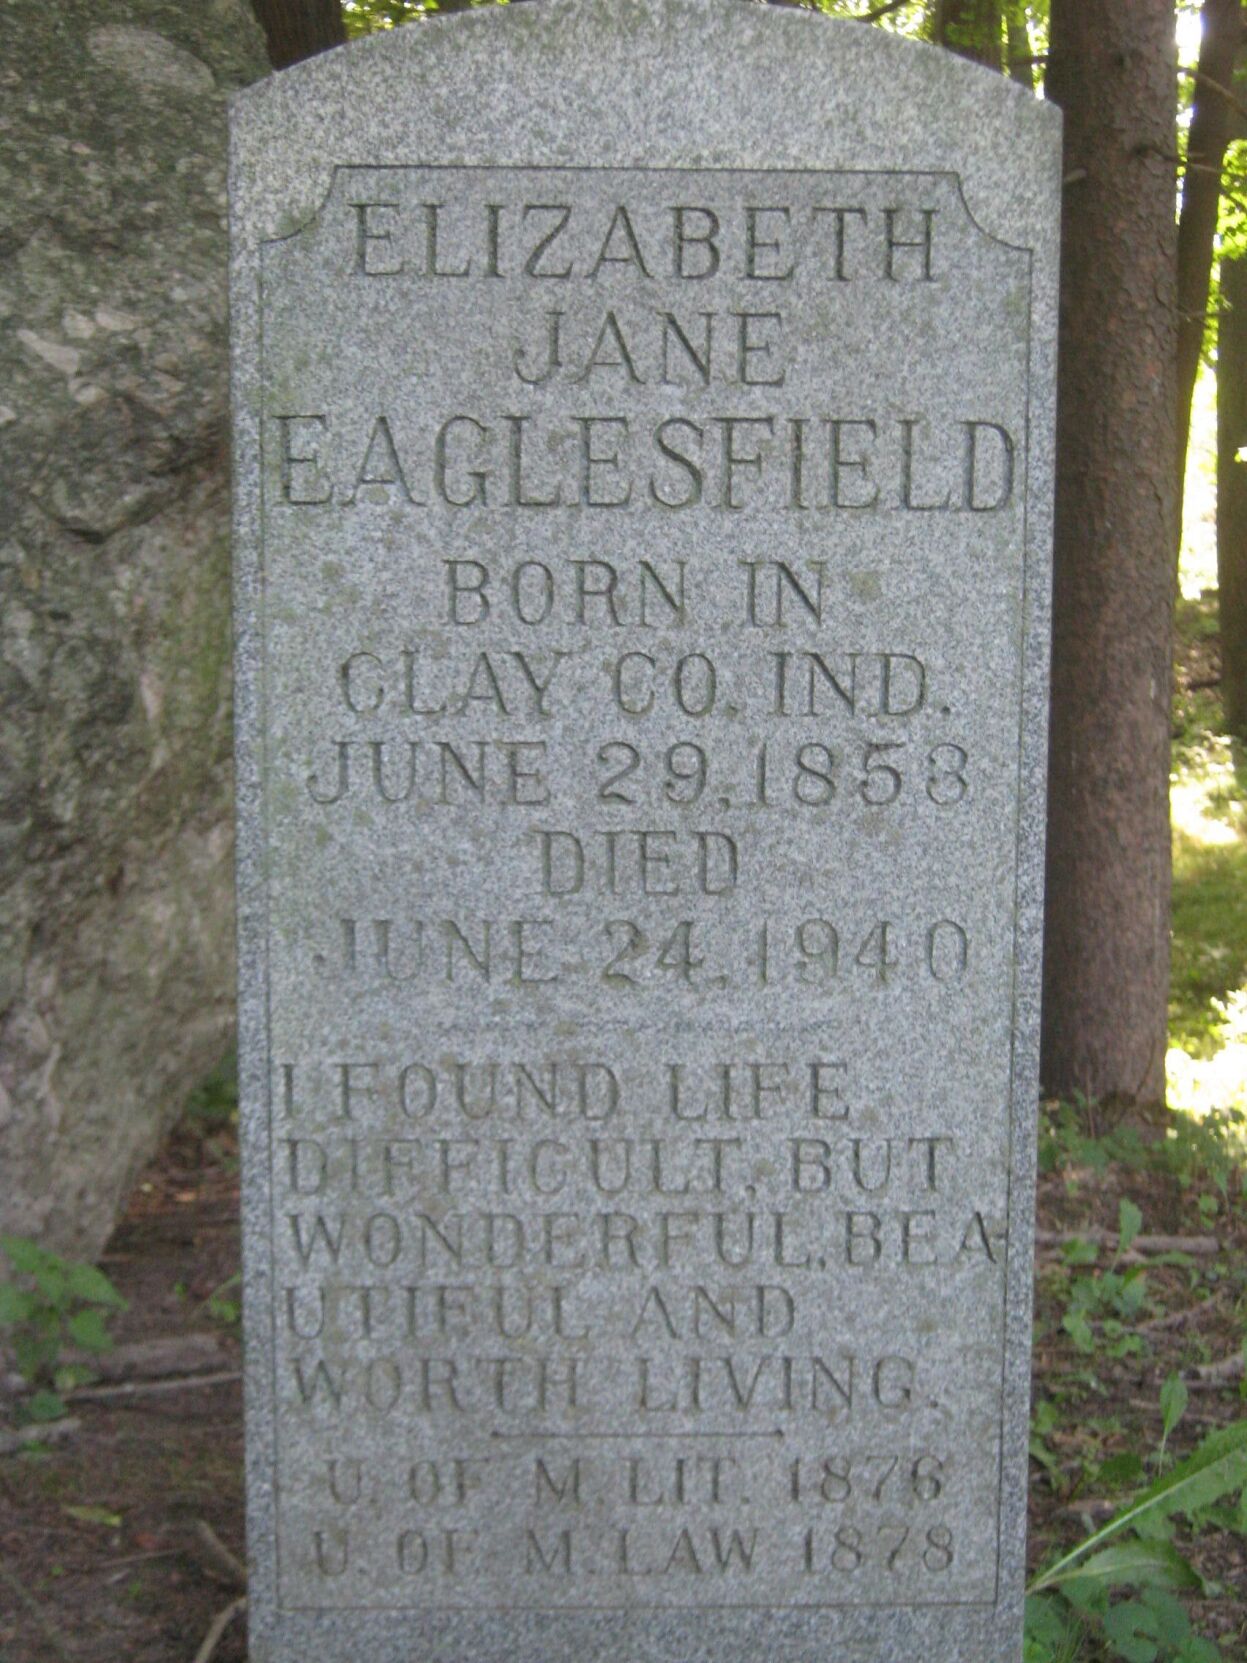 ELIZABETH
JANE
EAGLESFIELD
BORN IN
CLAY CO. IND.
JUNE 29, 1853
DIED
JUNE 24, 1940
I FOUND LIFE
DIFFICULT, BUT
WONDERFUL, BEA
UTIFUL AND
WORTH LIVING.
U. OF M. LIT. 1876
U. OF M. LAW 1878